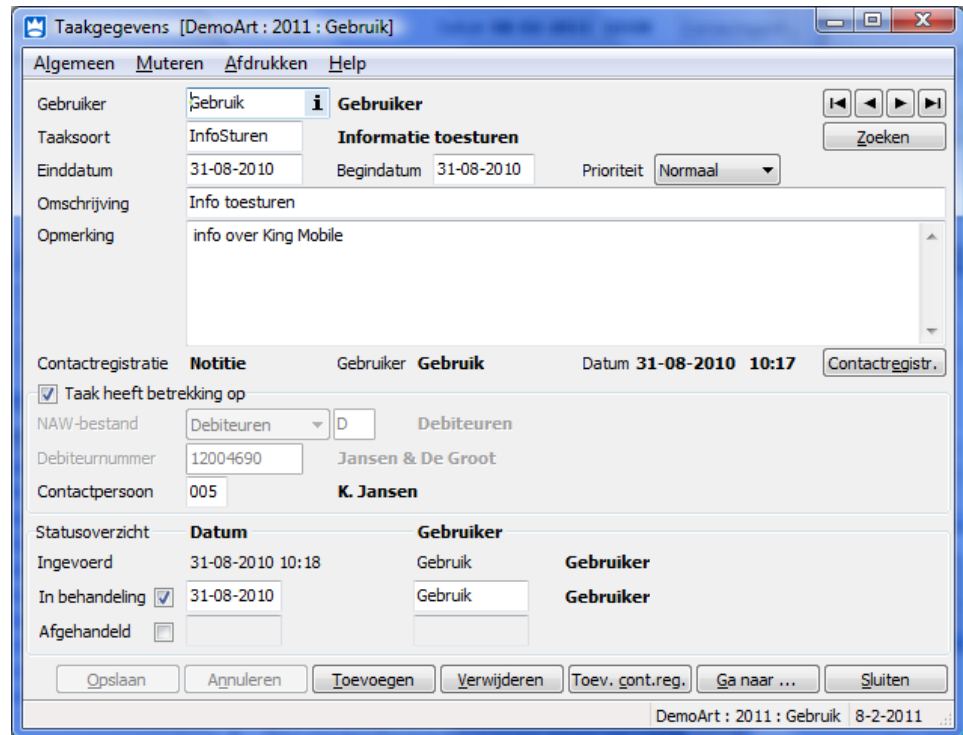 Taakgegevens [DemoArt : 2011 : Gebruik]
Algemeen Muteren Afdrukken Help
Gebruiker Gebruik i Gebruiker
Taaksoort InfoSturen Informatie toesturen Zoeken
Einddatum 31-08-2010 Begindatum 31-08-2010 Prioriteit Normaal
Omschrijving Info toesturen
Opmerking info over King Mobile
Contactregistratie Notitie Gebruiker Gebruik Datum 31-08-2010 10:17 Contactregistr.
Taak heeft betrekking op
NAW-bestand Debiteuren D Debiteuren
Debiteurnummer 12004690 Jansen & De Groot
Contactpersoon 005 K. Jansen
Statusoverzicht Datum Gebruiker
Ingevoerd 31-08-2010 10:18 Gebruik Gebruiker
In behandeling 31-08-2010 Gebruik Gebruiker
Afgehandeld
Opslaan Annuleren Toevoegen Verwijderen Toev. cont.reg. Ga naar ... Sluiten
DemoArt : 2011 : Gebruik 8-2-2011